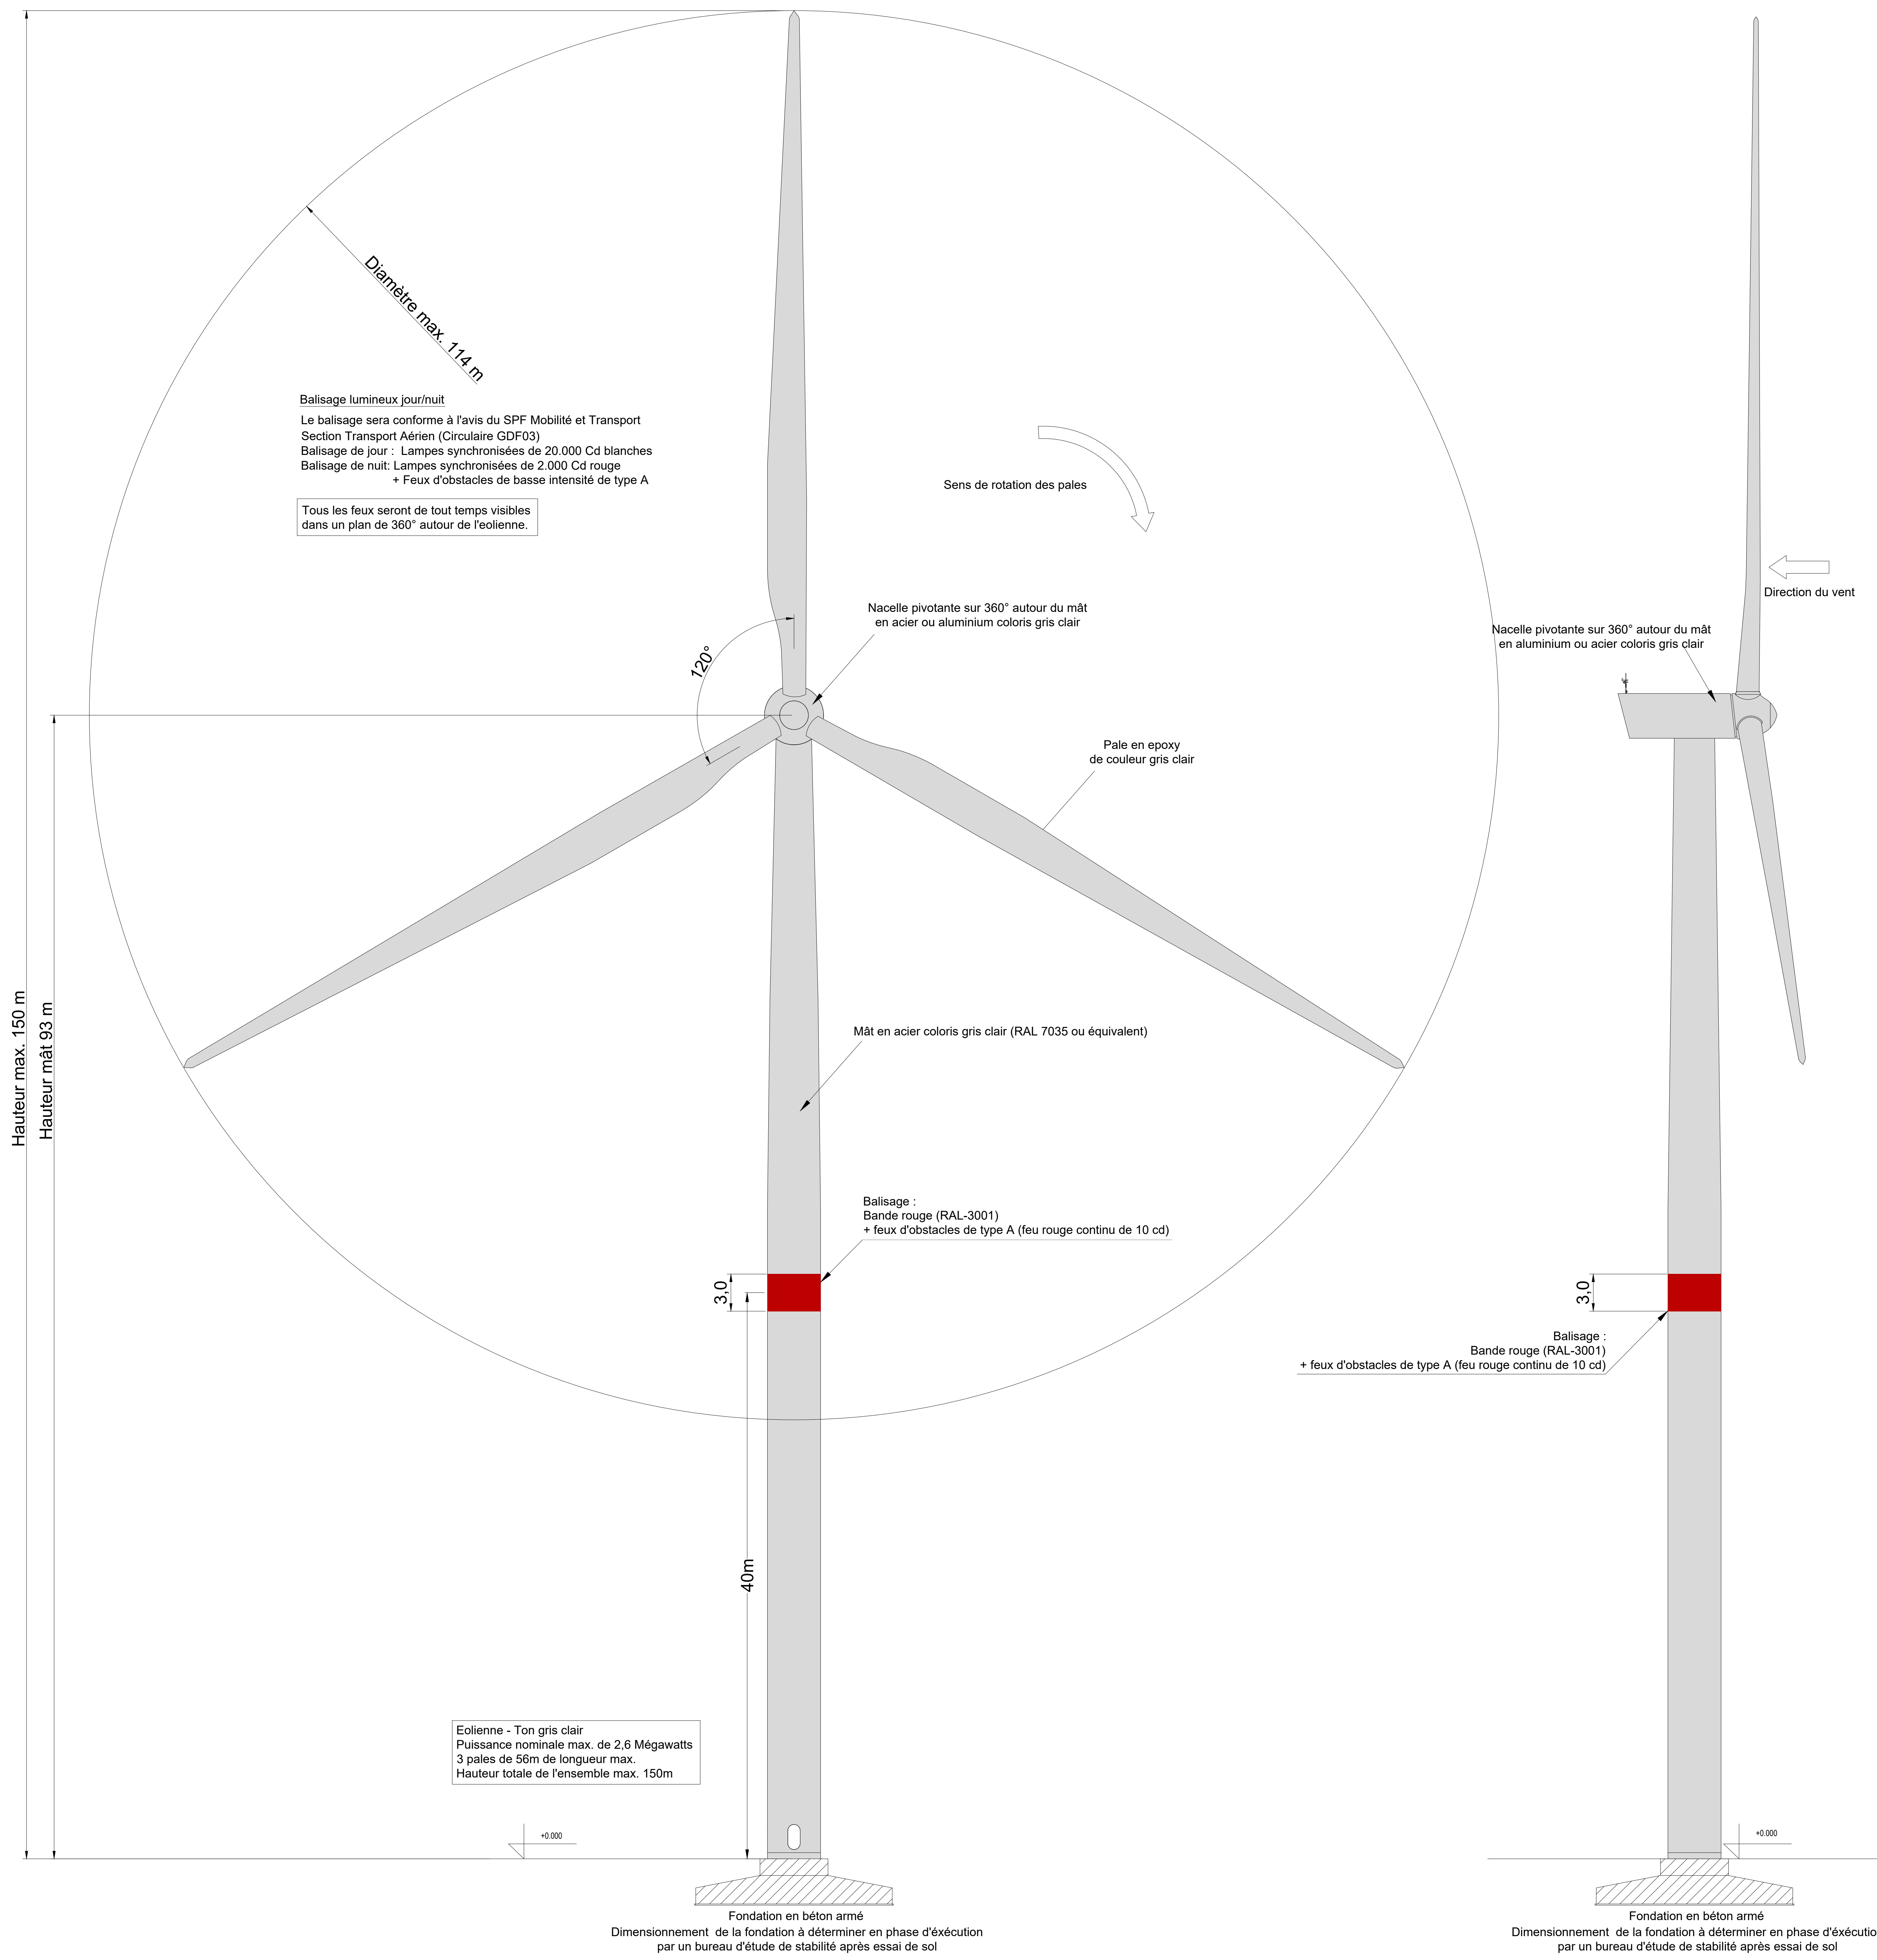 Diamètre max. 114 m
Balisage lumineux jour/nuit
Le balisage sera conforme à l'avis du SPF Mobilité et Transport
Section Transport Aérien (Circulaire GDF03)
Balisage de jour : Lampes synchronisées de 20.000 Cd blanches
Balisage de nuit: Lampes synchronisées de 2.000 Cd rouge
+ Feux d'obstacles de basse intensité de type A
Tous les feux seront de tout temps visibles
dans un plan de 360° autour de l'eolienne.
Sens de rotation des pales
Direction du vent
Nacelle pivotante sur 360° autour du mât
en acier ou aluminium coloris gris clair
Nacelle pivotante sur 360° autour du mât
en aluminium ou acier coloris gris clair
120°
Pale en epoxy
de couleur gris clair
Hauteur max. 150 m
Hauteur mât 93 m
Mât en acier coloris gris clair (RAL 7035 ou équivalent)
Balisage :
Bande rouge (RAL-3001)
+ feux d'obstacles de type A (feu rouge continu de 10 cd)
3,0
3,0
Balisage :
Bande rouge (RAL-3001)
+ feux d'obstacles de type A (feu rouge continu de 10 cd)
40m
Eolienne - Ton gris clair
Puissance nominale max. de 2,6 Mégawatts
3 pales de 56m de longueur max.
Hauteur totale de l'ensemble max. 150m
+0.000
+0.000
Fondation en béton armé
Dimensionnement de la fondation à déterminer en phase d'éxécution
par un bureau d'étude de stabilité après essai de sol
Fondation en béton armé
Dimensionnement de la fondation à déterminer en phase d'éxécutio
par un bureau d'étude de stabilité après essai de sol